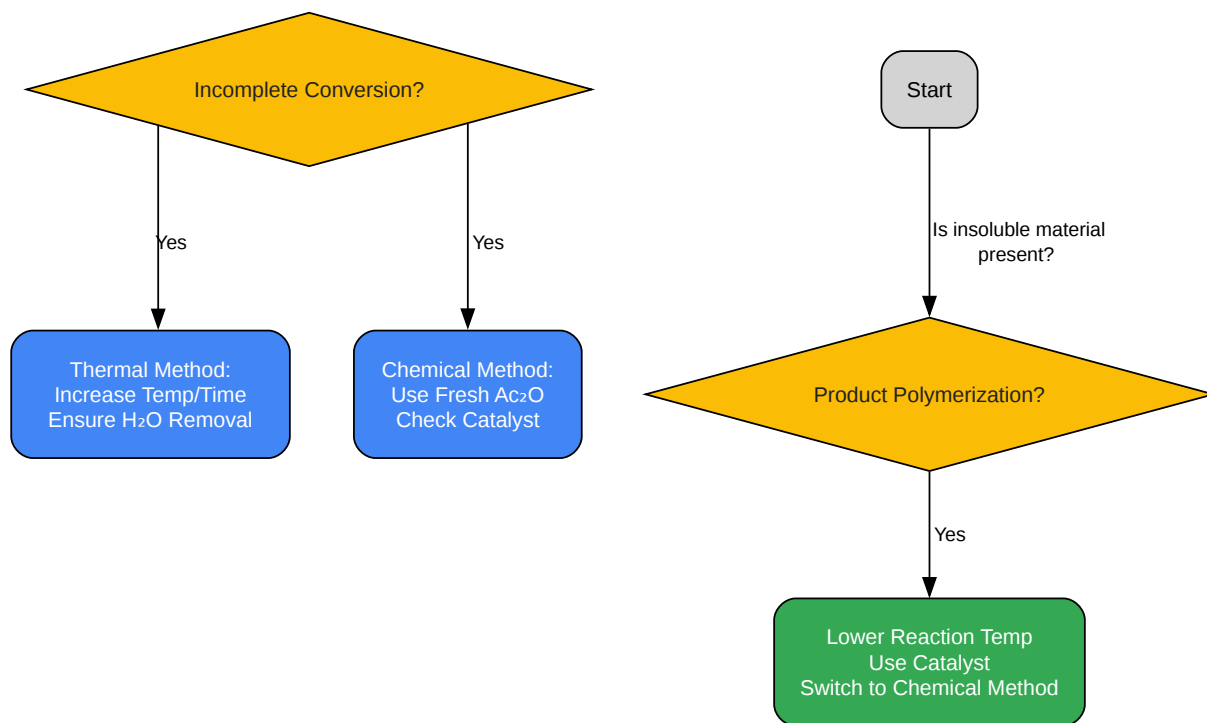 Incomplete Conversion?
Yes
Yes
Thermal Method:
Increase Temp/Time
Ensure H₂O Removal
Chemical Method:
Use Fresh Ac₂O
Check Catalyst
Start
Is insoluble material
present?
Product Polymerization?
Yes
Lower Reaction Temp
Use Catalyst
Switch to Chemical Method